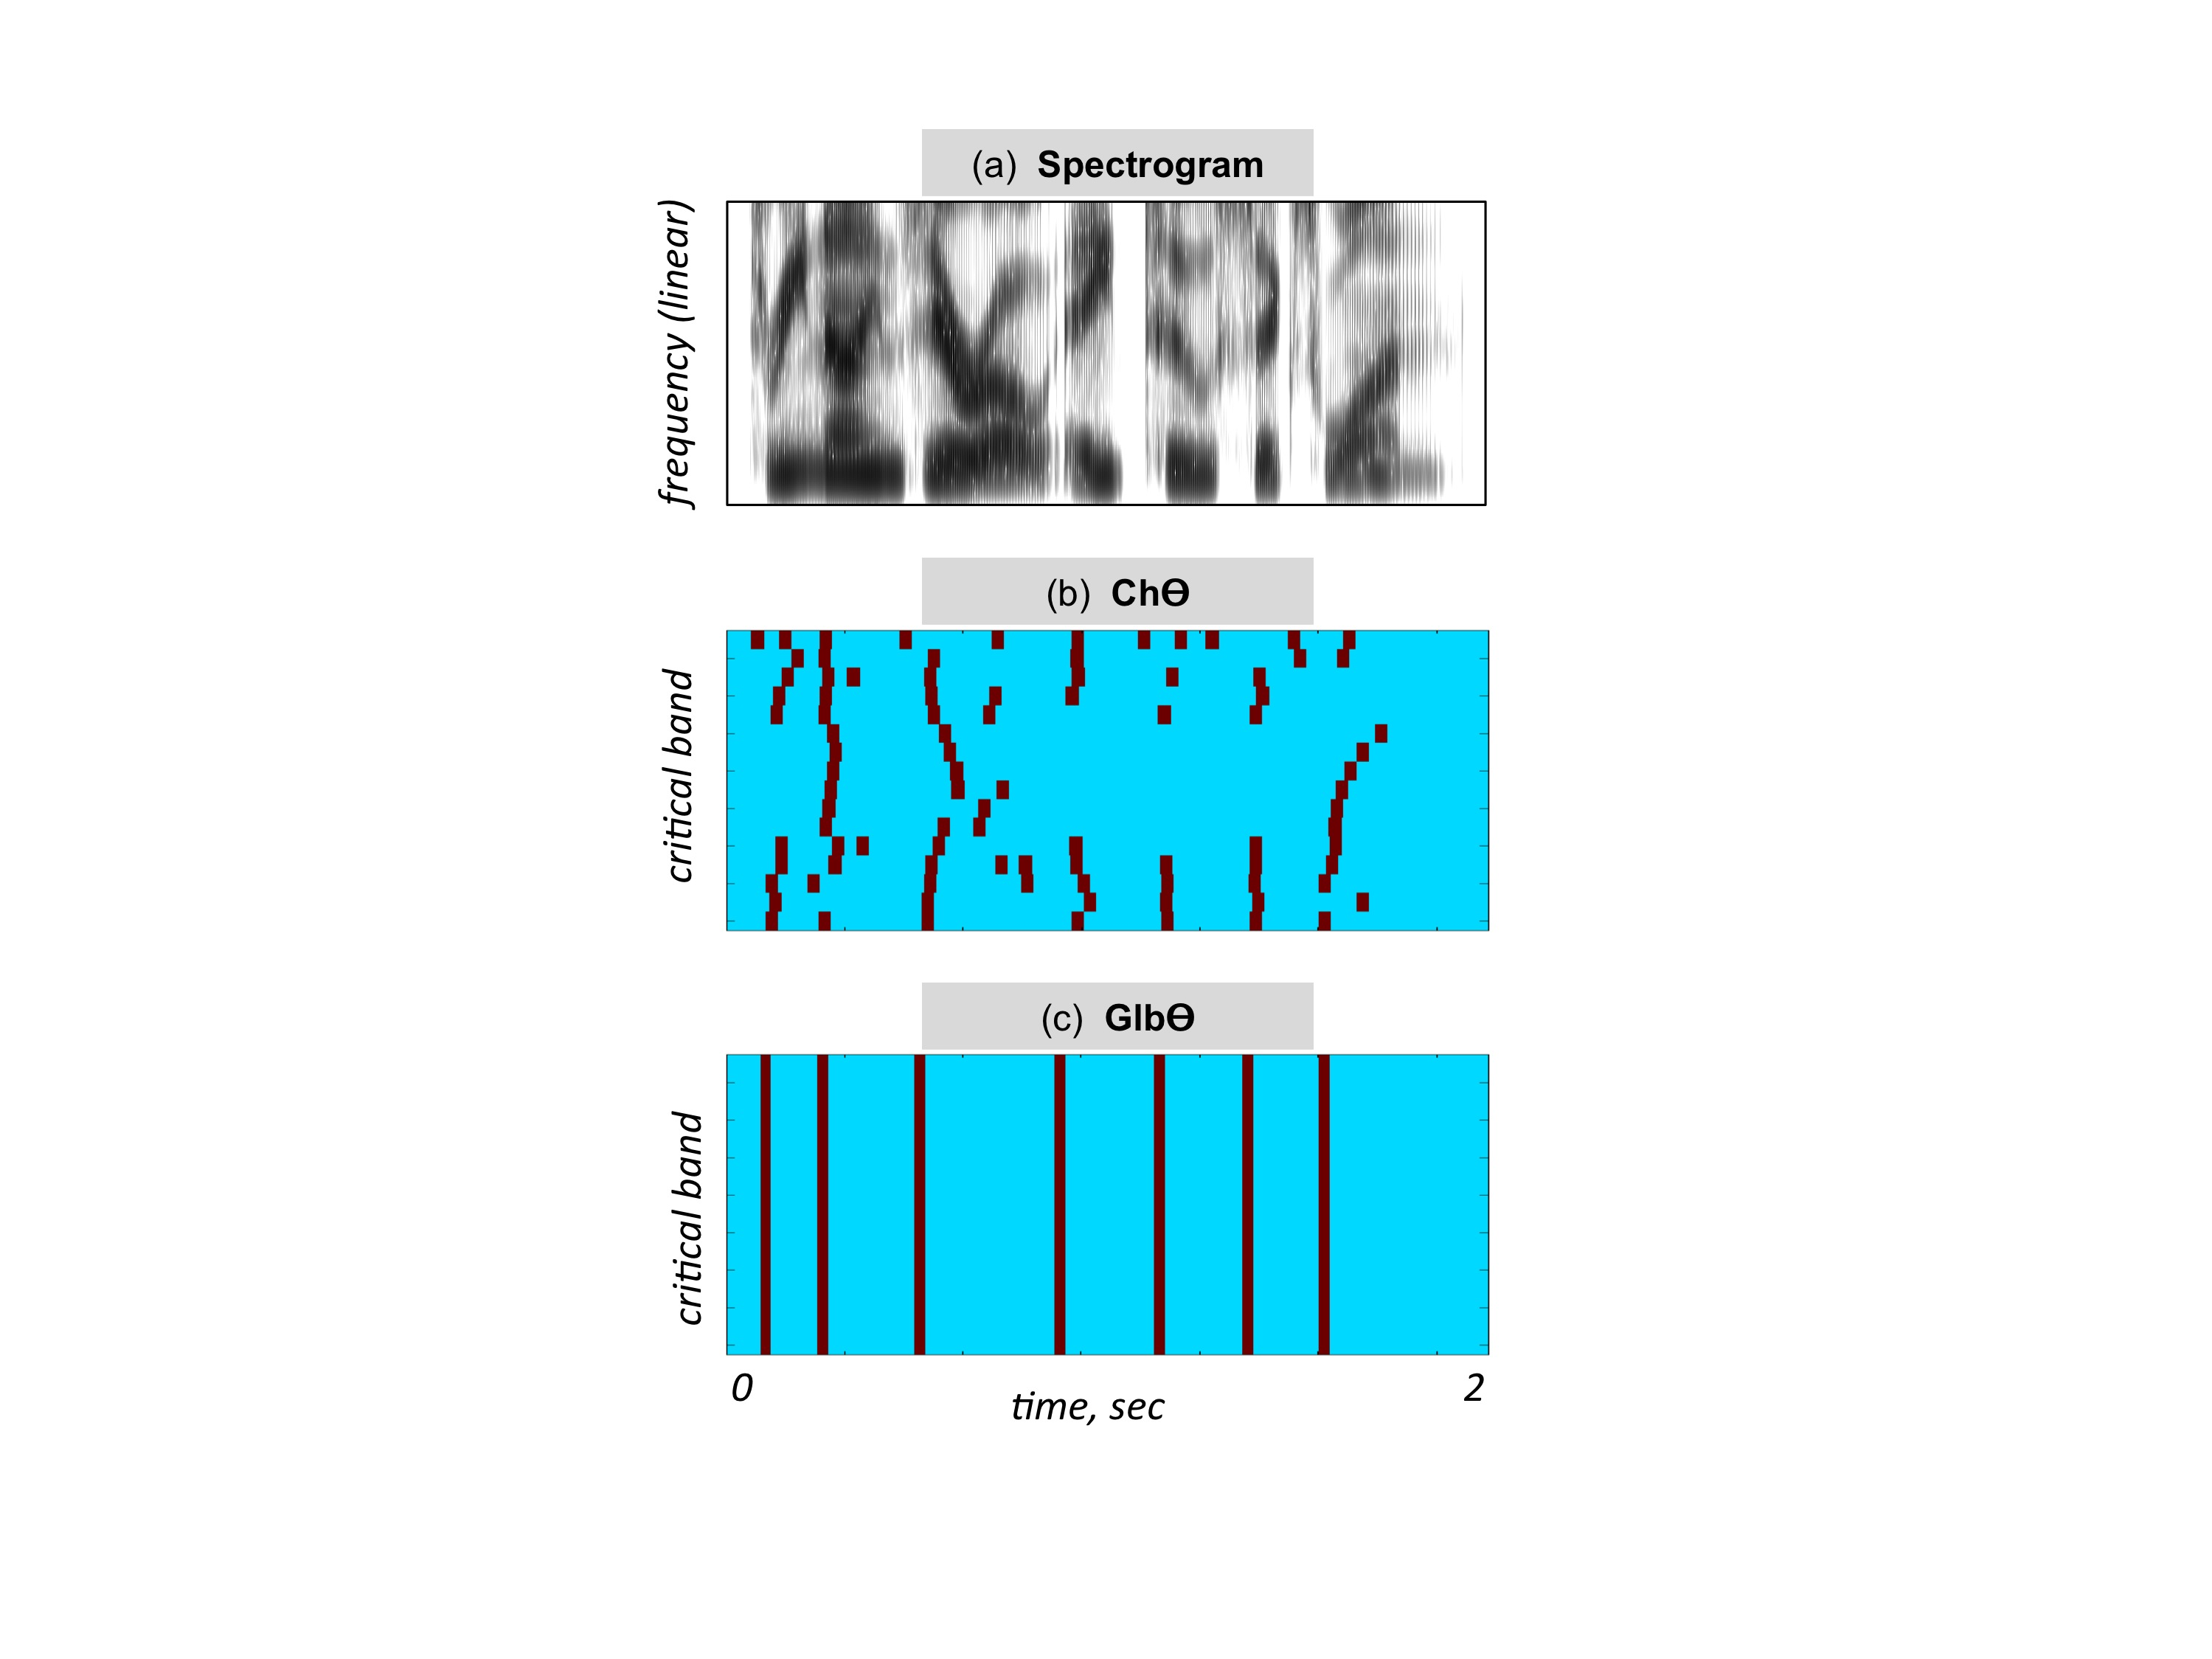 (a) Spectrogram
frequency (linear)
(b) Chϴ
critical band
(c) Glbϴ
critical band
0
2
time, sec